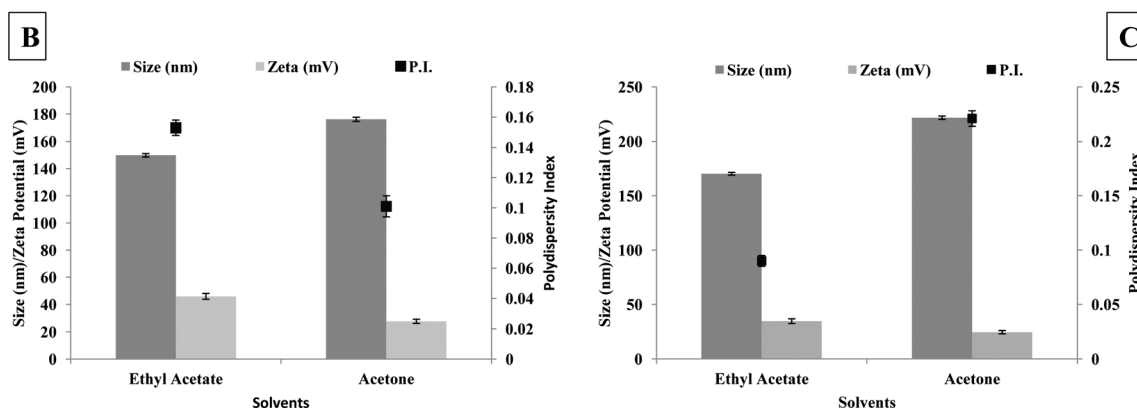 B
Size (nm) Zeta (mV) P.I.
Size (nm)/Zeta Potential (mV)
200
180
160
140
120
100
80
60
40
20
0
0.18
0.16
0.14
0.12
0.1
0.08
0.06
0.04
0.02
0
Polydispersity Index
Ethyl Acetate Acetone
Solvents
C
Size (nm) Zeta (mV) P.I.
Size (nm)/Zeta Potential (mV)
250
200
150
100
50
0
0.25
0.2
0.15
0.1
0.05
0
Polydispersity Index
Ethyl Acetate Acetone
Solvents